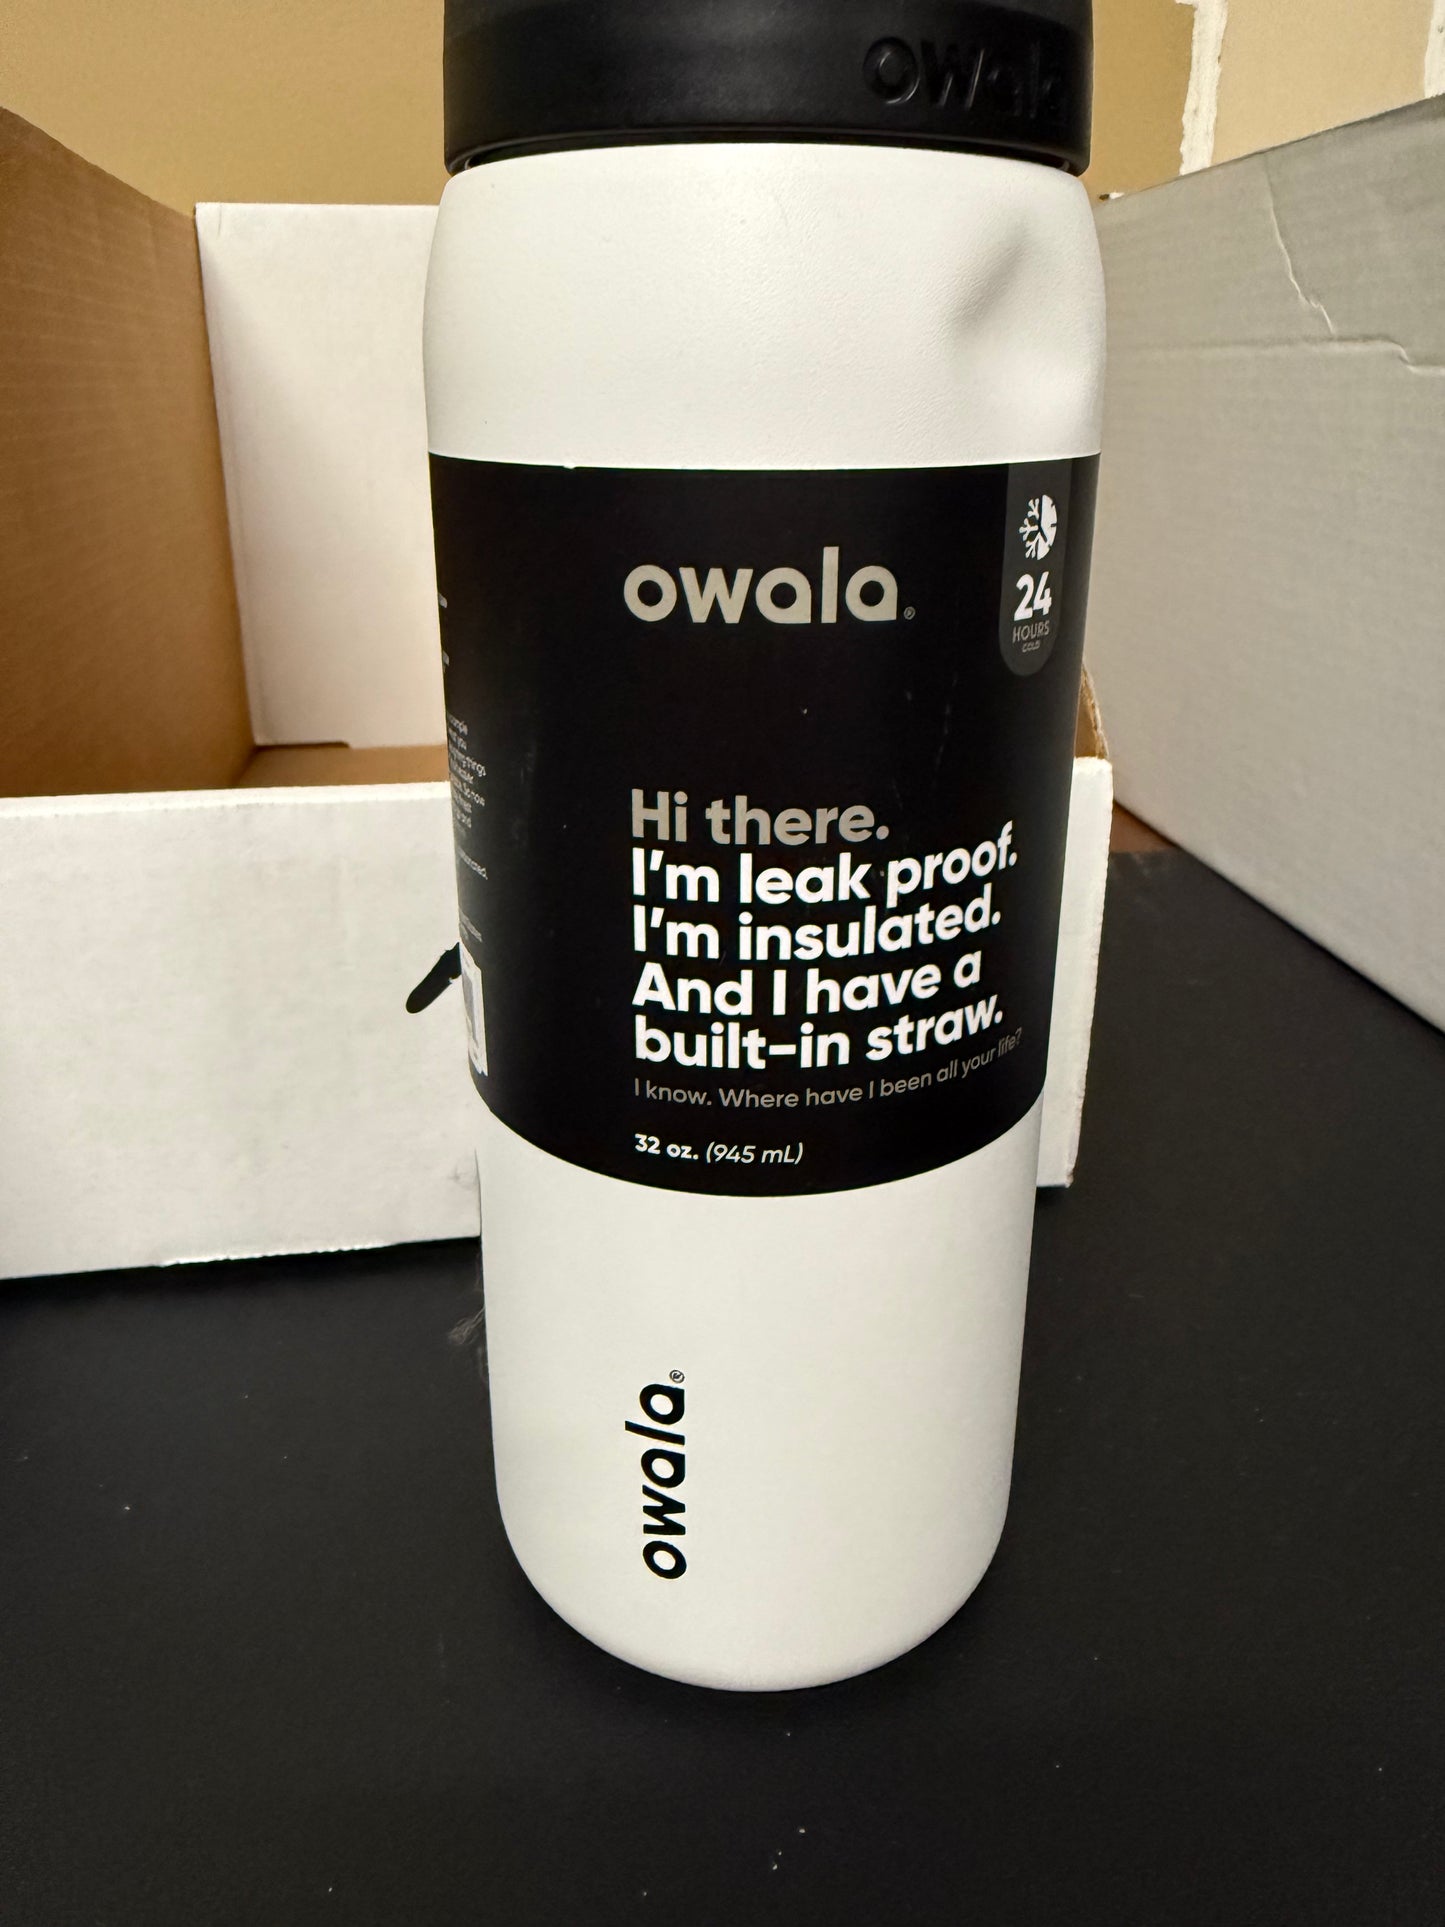 owala
owala®
24
HOURS
COLD
Hi there.
I'm leak proof.
I'm insulated.
And I have a
built-in straw.
I know. Where have I been all your life?
32 oz. (945 mL)
owala®